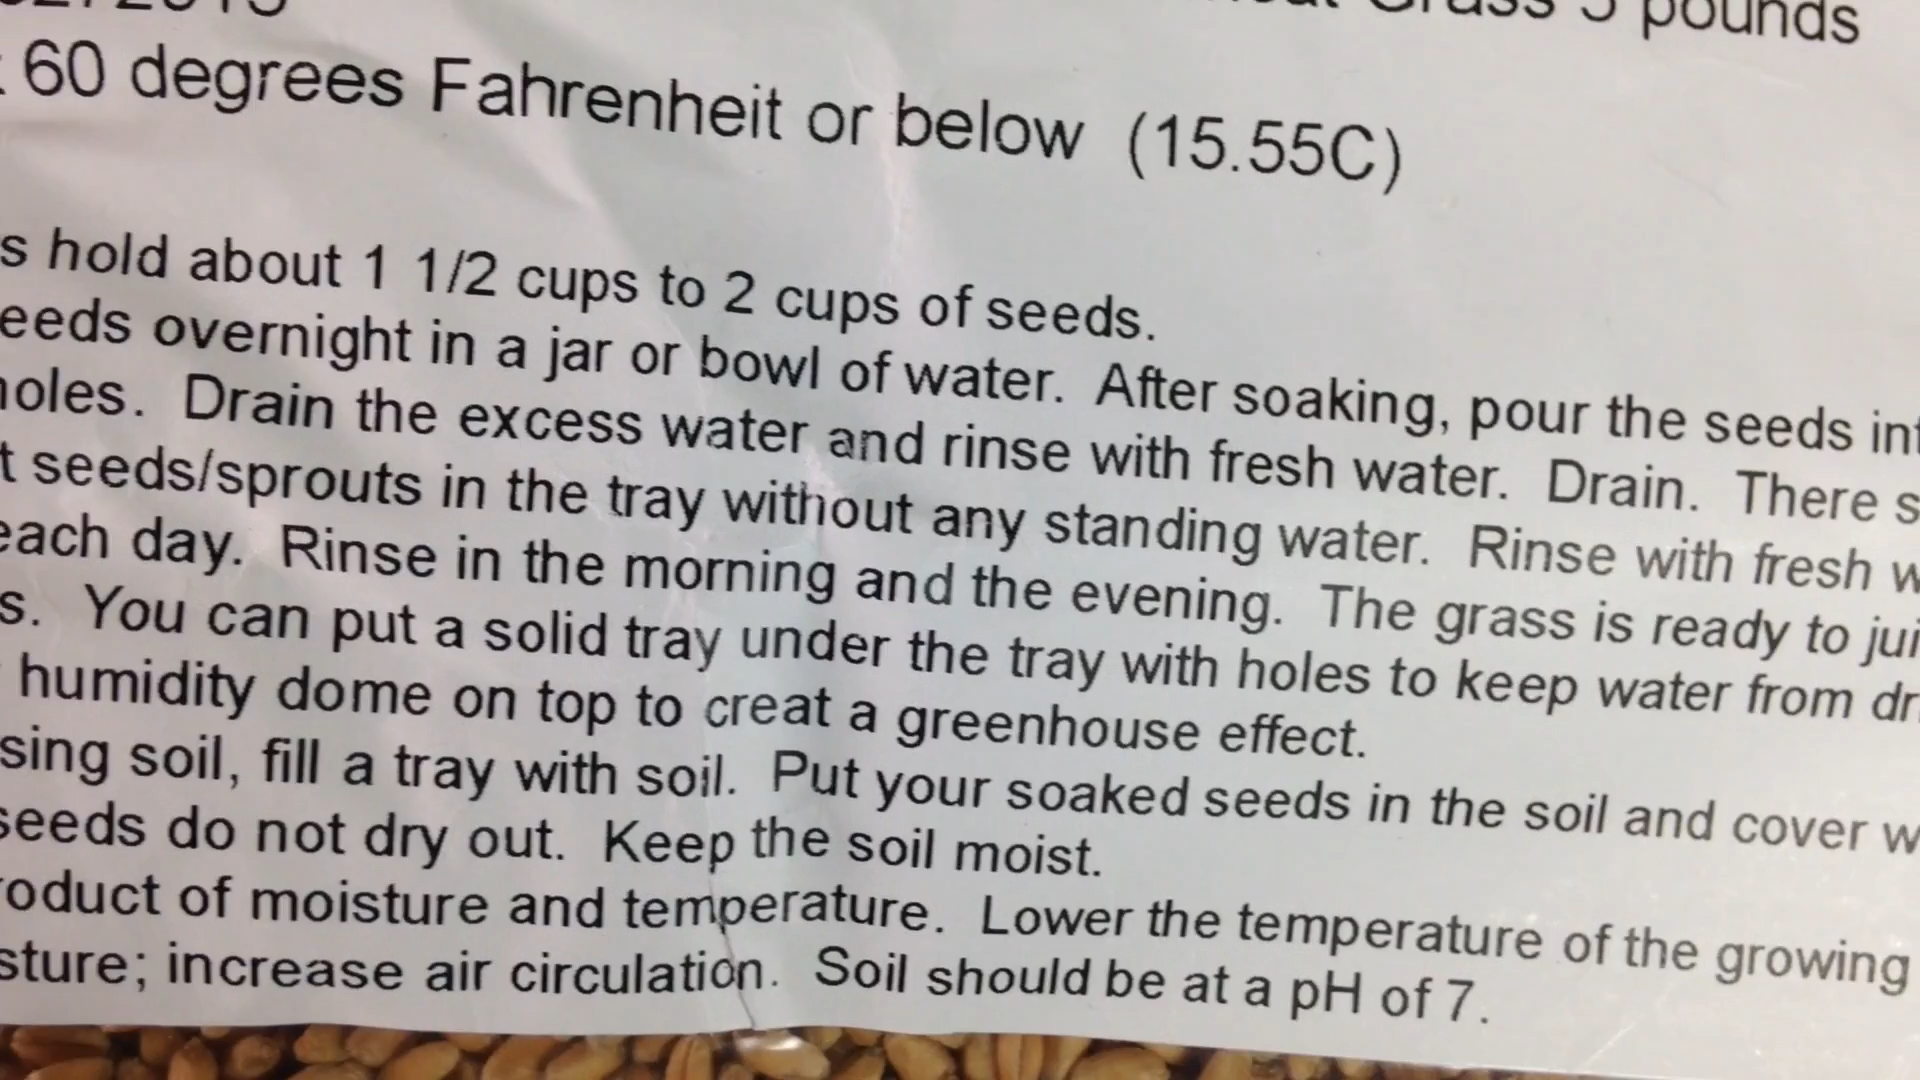 2013
Grass 5 pounds
60 degrees Fahrenheit or below (15.55C)
s hold about 1 1/2 cups to 2 cups of seeds.
eeds overnight in a jar or bowl of water. After soaking, pour the seeds int
holes. Drain the excess water and rinse with fresh water. Drain. There s
t seeds/sprouts in the tray without any standing water. Rinse with fresh w
each day. Rinse in the morning and the evening. The grass is ready to jui
s. You can put a solid tray under the tray with holes to keep water from dr
humidity dome on top to creat a greenhouse effect.
sing soil, fill a tray with soil. Put your soaked seeds in the soil and cover w
seeds do not dry out. Keep the soil moist.
oduct of moisture and temperature. Lower the temperature of the growing
sture; increase air circulation. Soil should be at a pH of 7.